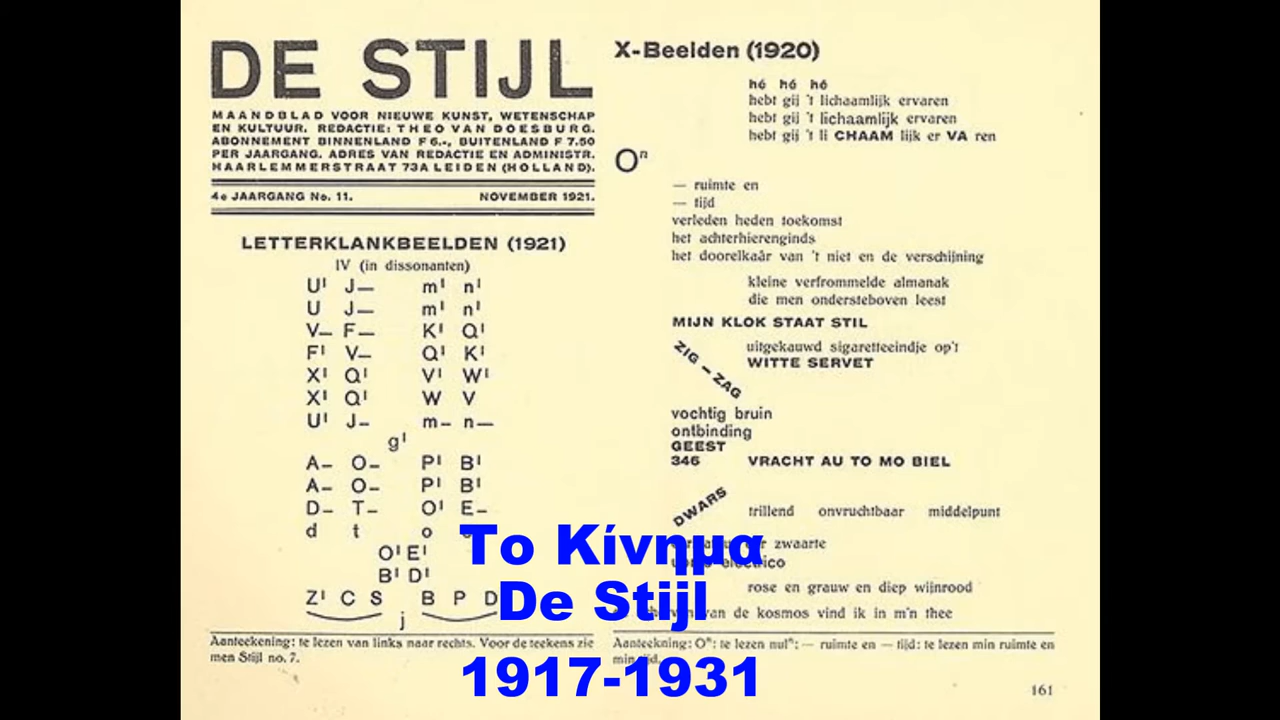 DE STIJL
MAANDBLAD VOOR NIEUWE KUNST, WETENSCHAP
EN KULTUUR. REDACTIE: THEO VAN DOESBURG.
ABONNEMENT BINNENLAND F 6.-, BUITENLAND F 7.50
PER JAARGANG. ADRES VAN REDACTIE EN ADMINISTR.
HAARLEMMERSTRAAT 73A LEIDEN (HOLLAND).
4e JAARGANG No. 11. NOVEMBER 1921.
LETTERKLANKBEELDEN (1921)
IV (in dissonanten)
U' J— m' n'
U J— m' n'
V– F— K' Q'
F' V– Q' K'
X' Q' V' W'
X' Q' W V
U' J– m– n—
g'
A– O– P' B'
A– O– P' B'
D– T– O' E–
d t o
O' E'
B' D'
Z' C S B P D
j
Aanteekening: te lezen van links naar rechts. Voor de teekens zie
men Stijl no. 7.
X-Beelden (1920)
hé hé hé
hebt gij 't lichaamlijk ervaren
hebt gij 't lichaamlijk ervaren
hebt gij 't li CHAAM lijk er VA ren
Oⁿ
— ruimte en
— tijd
verleden heden toekomst
het achterhierenginds
het doorelkaâr van 't niet en de verschijning
kleine verfrommelde almanak
die men ondersteboven leest
MIJN KLOK STAAT STIL
uitgekauwd sigaretteeindje op't
WITTE SERVET
ZIG – ZAG
vochtig bruin
ontbinding
GEEST
346 VRACHT AU TO MO BIEL
DWARS
trillend onvruchtbaar middelpunt
zwaarte
rose en grauw en diep wijnrood
van de kosmos vind ik in m'n thee
Aanteekning: Oⁿ: te lezen nulⁿ; — ruimte en — tijd: te lezen min ruimte en
min tijd.
161
Το Κίνημα
De Stijl
1917-1931